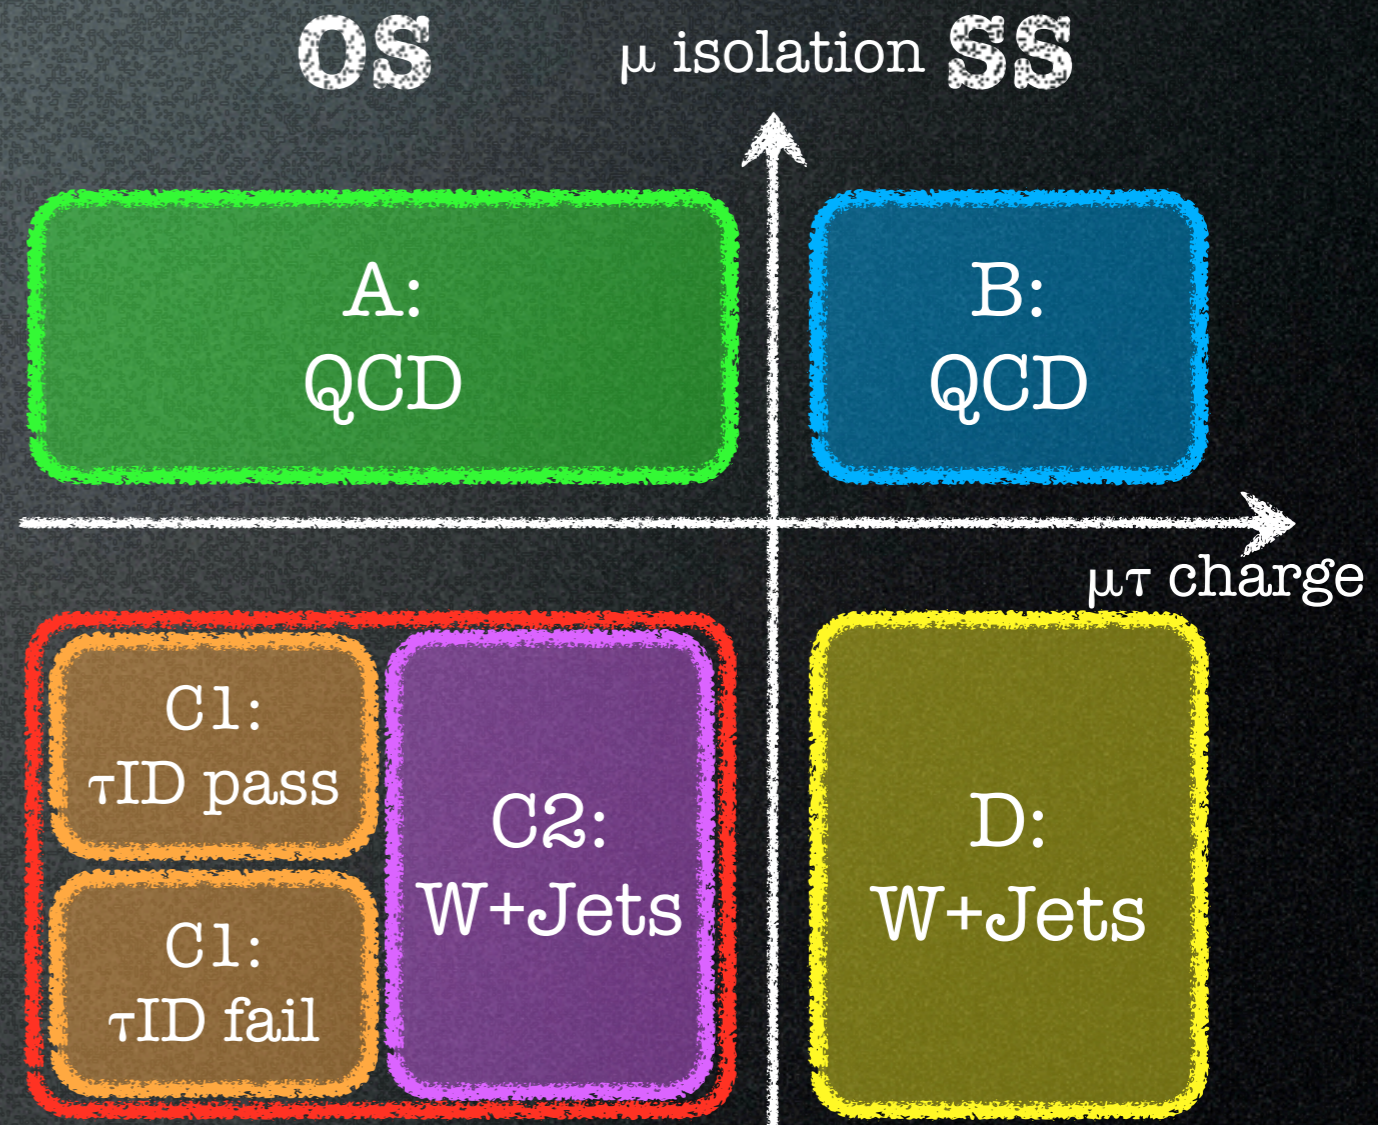 OS
μ isolation
SS
A:
QCD
B:
QCD
μτ charge
C1:
τID pass
C1:
τID fail
C2:
W+Jets
D:
W+Jets